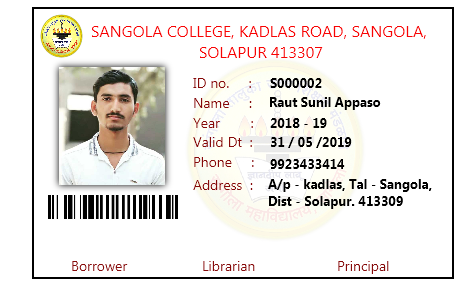 SANGOLA COLLEGE, KADLAS ROAD, SANGOLA,
SOLAPUR 413307
ID no. : S000002
Name : Raut Sunil Appaso
Year : 2018 - 19
Valid Dt : 31 / 05 /2019
Phone : 9923433414
Address : A/p - kadlas, Tal - Sangola,
Dist - Solapur. 413309
Borrower Librarian Principal